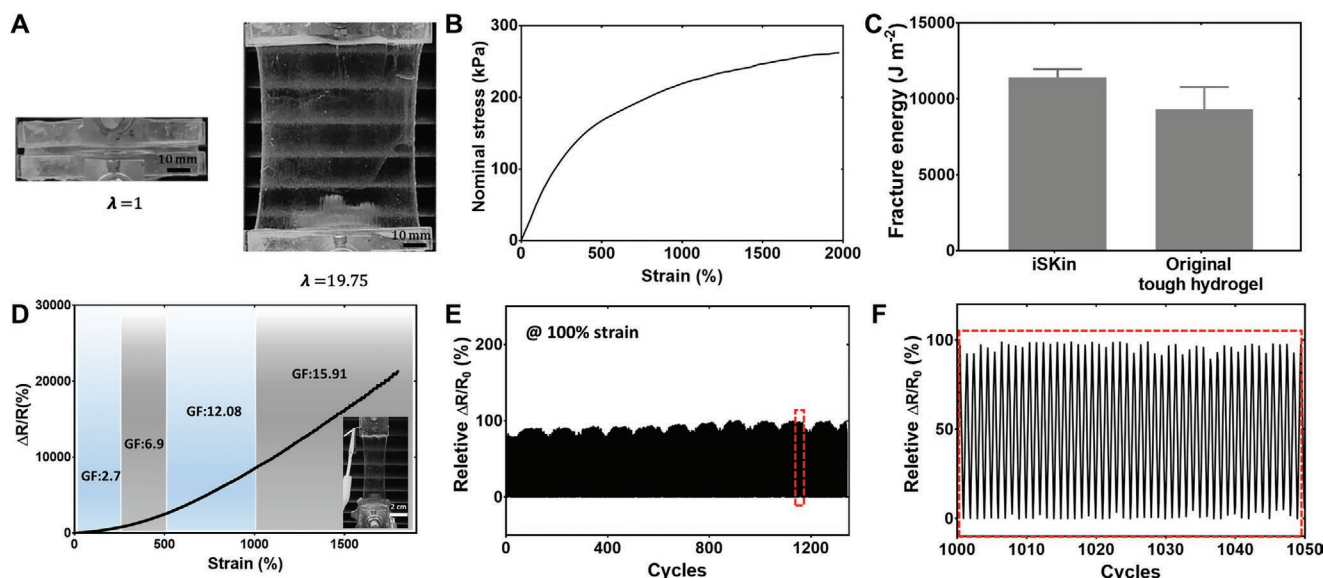 A
10 mm
λ=1
10 mm
λ=19.75
B
Nominal stress (kPa)
300
200
100
0
0 500 1000 1500 2000
Strain (%)
C
Fracture energy (J m⁻²)
15000
10000
5000
0
iSKin
Original
tough hydrogel
D
ΔR/R(%)
30000
20000
10000
0
GF:2.7
GF:6.9
GF:12.08
GF:15.91
2 cm
0 500 1000 1500
Strain (%)
E
@ 100% strain
Reletive ΔR/R₀ (%)
200
100
0
0 400 800 1200
Cycles
F
Reletive ΔR/R₀ (%)
100
50
0
1000 1010 1020 1030 1040 1050
Cycles